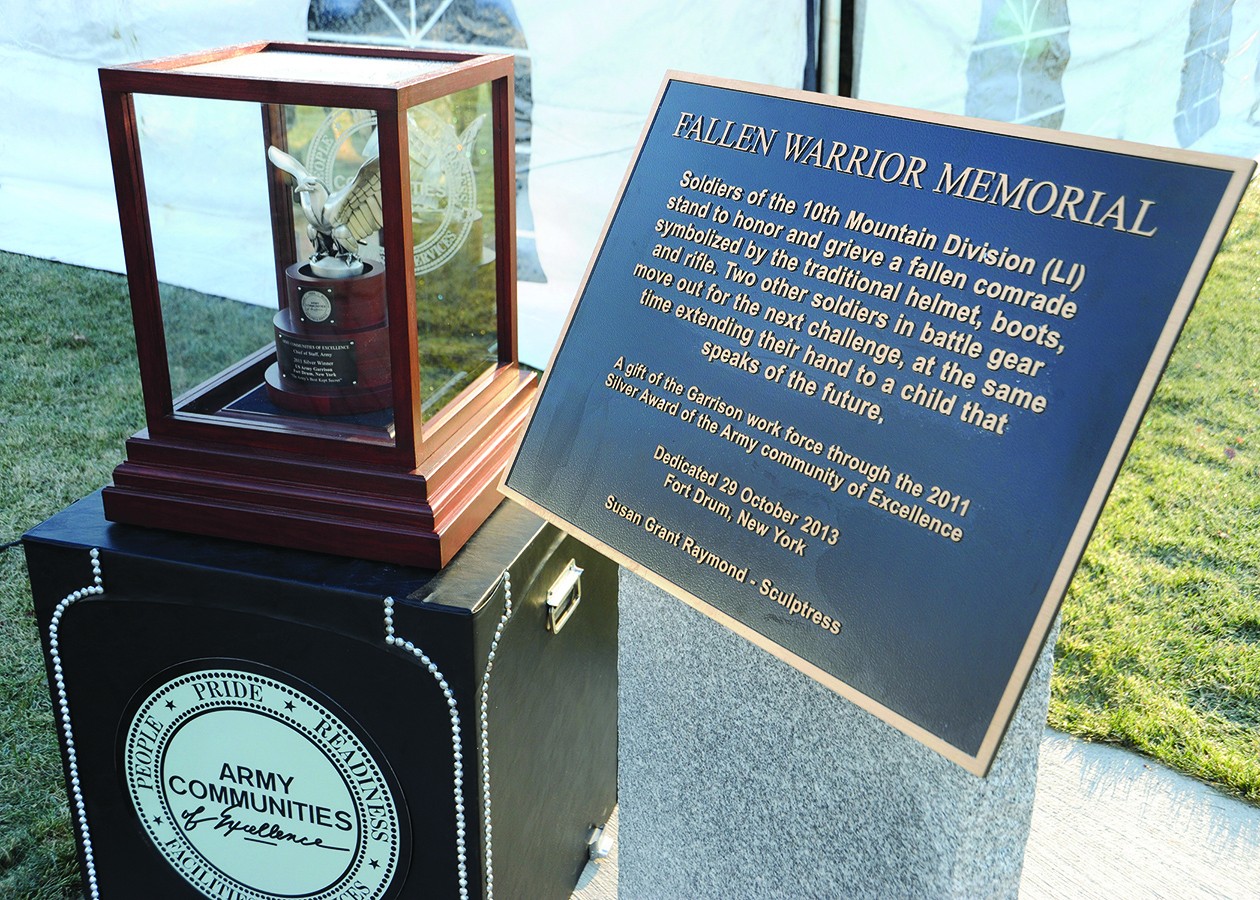 FALLEN WARRIOR MEMORIAL
Soldiers of the 10th Mountain Division (LI)
stand to honor and grieve a fallen comrade
symbolized by the traditional helmet, boots,
and rifle. Two other soldiers in battle gear
move out for the next challenge, at the same
time extending their hand to a child that
speaks of the future,
A gift of the Garrison work force through the 2011
Silver Award of the Army community of Excellence
Dedicated 29 October 2013
Fort Drum, New York
Susan Grant Raymond - Sculptress
COMMUNITIES OF EXCELLENCE
Chief of Staff, Army
2011 Silver Winner
US Army Garrison
Fort Drum, New York
PEOPLE ★ PRIDE ★ READINESS ★
ARMY
COMMUNITIES
of Excellence
PEOPLE
SERVICES